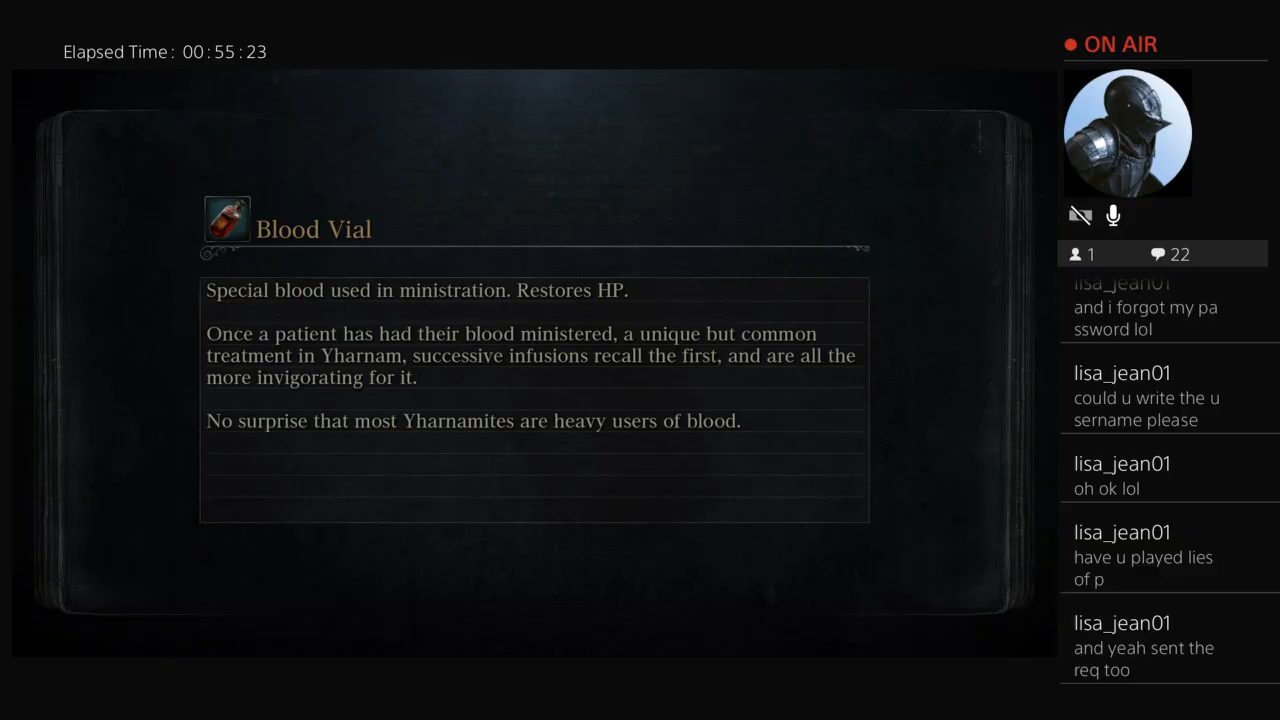 Elapsed Time: 00:55:23
ON AIR
Blood Vial
Special blood used in ministration. Restores HP.
Once a patient has had their blood ministered, a unique but common
treatment in Yharnam, successive infusions recall the first, and are all the
more invigorating for it.
No surprise that most Yharnamites are heavy users of blood.
1 22
lisa_jean01
and i forgot my pa
ssword lol
lisa_jean01
could u write the u
sername please
lisa_jean01
oh ok lol
lisa_jean01
have u played lies
of p
lisa_jean01
and yeah sent the
req too